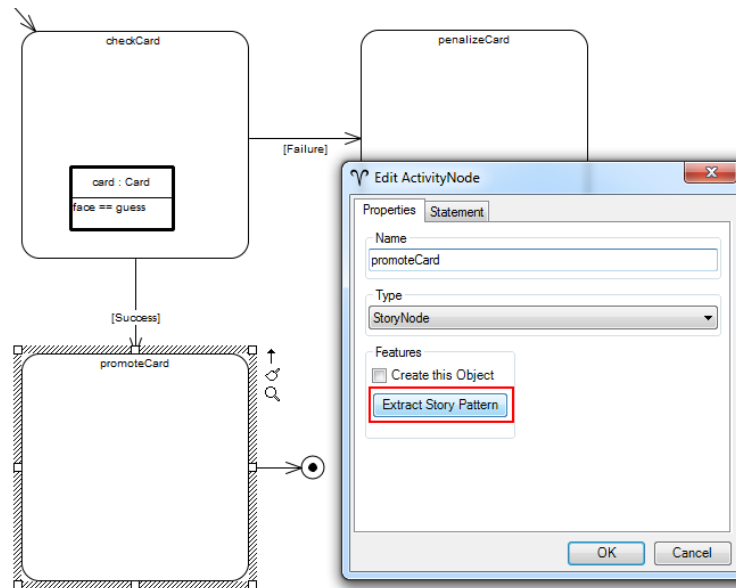 checkCard
penalizeCard
[Failure]
card : Card
face == guess
[Success]
promoteCard
Edit ActivityNode
Properties
Statement
Name
promoteCard
Type
StoryNode
Features
Create this Object
Extract Story Pattern
OK
Cancel